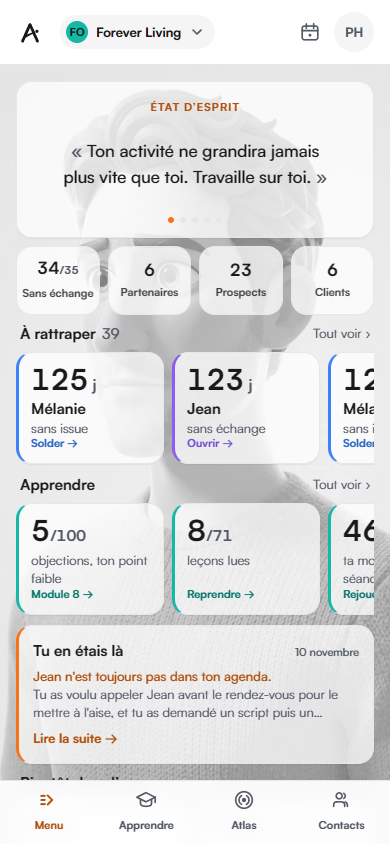 FO Forever Living
PH
ÉTAT D'ESPRIT
« Ton activité ne grandira jamais
plus vite que toi. Travaille sur toi. »
34/35
Sans échange
6
Partenaires
23
Prospects
6
Clients
À rattraper 39
Tout voir ›
125 j
Mélanie
sans issue
Solder →
123 j
Jean
sans échange
Ouvrir →
12
Méla
sans i
Solder
Apprendre
Tout voir ›
5/100
objections, ton point
faible
Module 8 →
8/71
leçons lues
Reprendre →
46
ta mo
séanc
Rejoue
Tu en étais là
10 novembre
Jean n'est toujours pas dans ton agenda.
Tu as voulu appeler Jean avant le rendez-vous pour le
mettre à l'aise, et tu as demandé un script puis un...
Lire la suite →
Menu
Apprendre
Atlas
Contacts